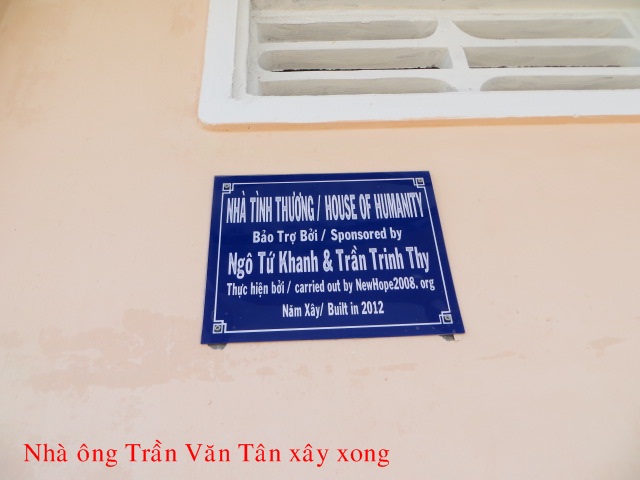 NHÀ TÌNH THƯƠNG / HOUSE OF HUMANITY
Bảo Trợ Bởi / Sponsored by
Ngô Tứ Khanh & Trần Trinh Thy
Thực hiện bởi / carried out by NewHope2008. org
Năm Xây/ Built in 2012
Nhà ông Trần Văn Tân xây xong